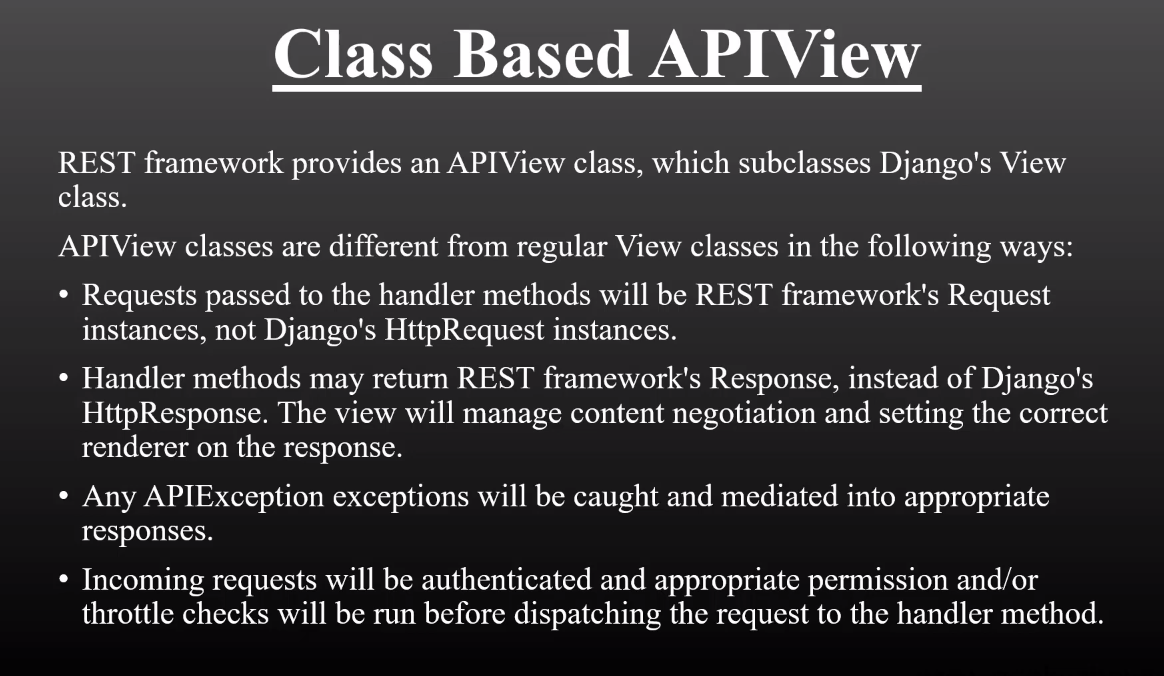 Class Based APIView
REST framework provides an APIView class, which subclasses Django's View
class.
APIView classes are different from regular View classes in the following ways:
• Requests passed to the handler methods will be REST framework's Request
instances, not Django's HttpRequest instances.
• Handler methods may return REST framework's Response, instead of Django's
HttpResponse. The view will manage content negotiation and setting the correct
renderer on the response.
• Any APIException exceptions will be caught and mediated into appropriate
responses.
• Incoming requests will be authenticated and appropriate permission and/or
throttle checks will be run before dispatching the request to the handler method.